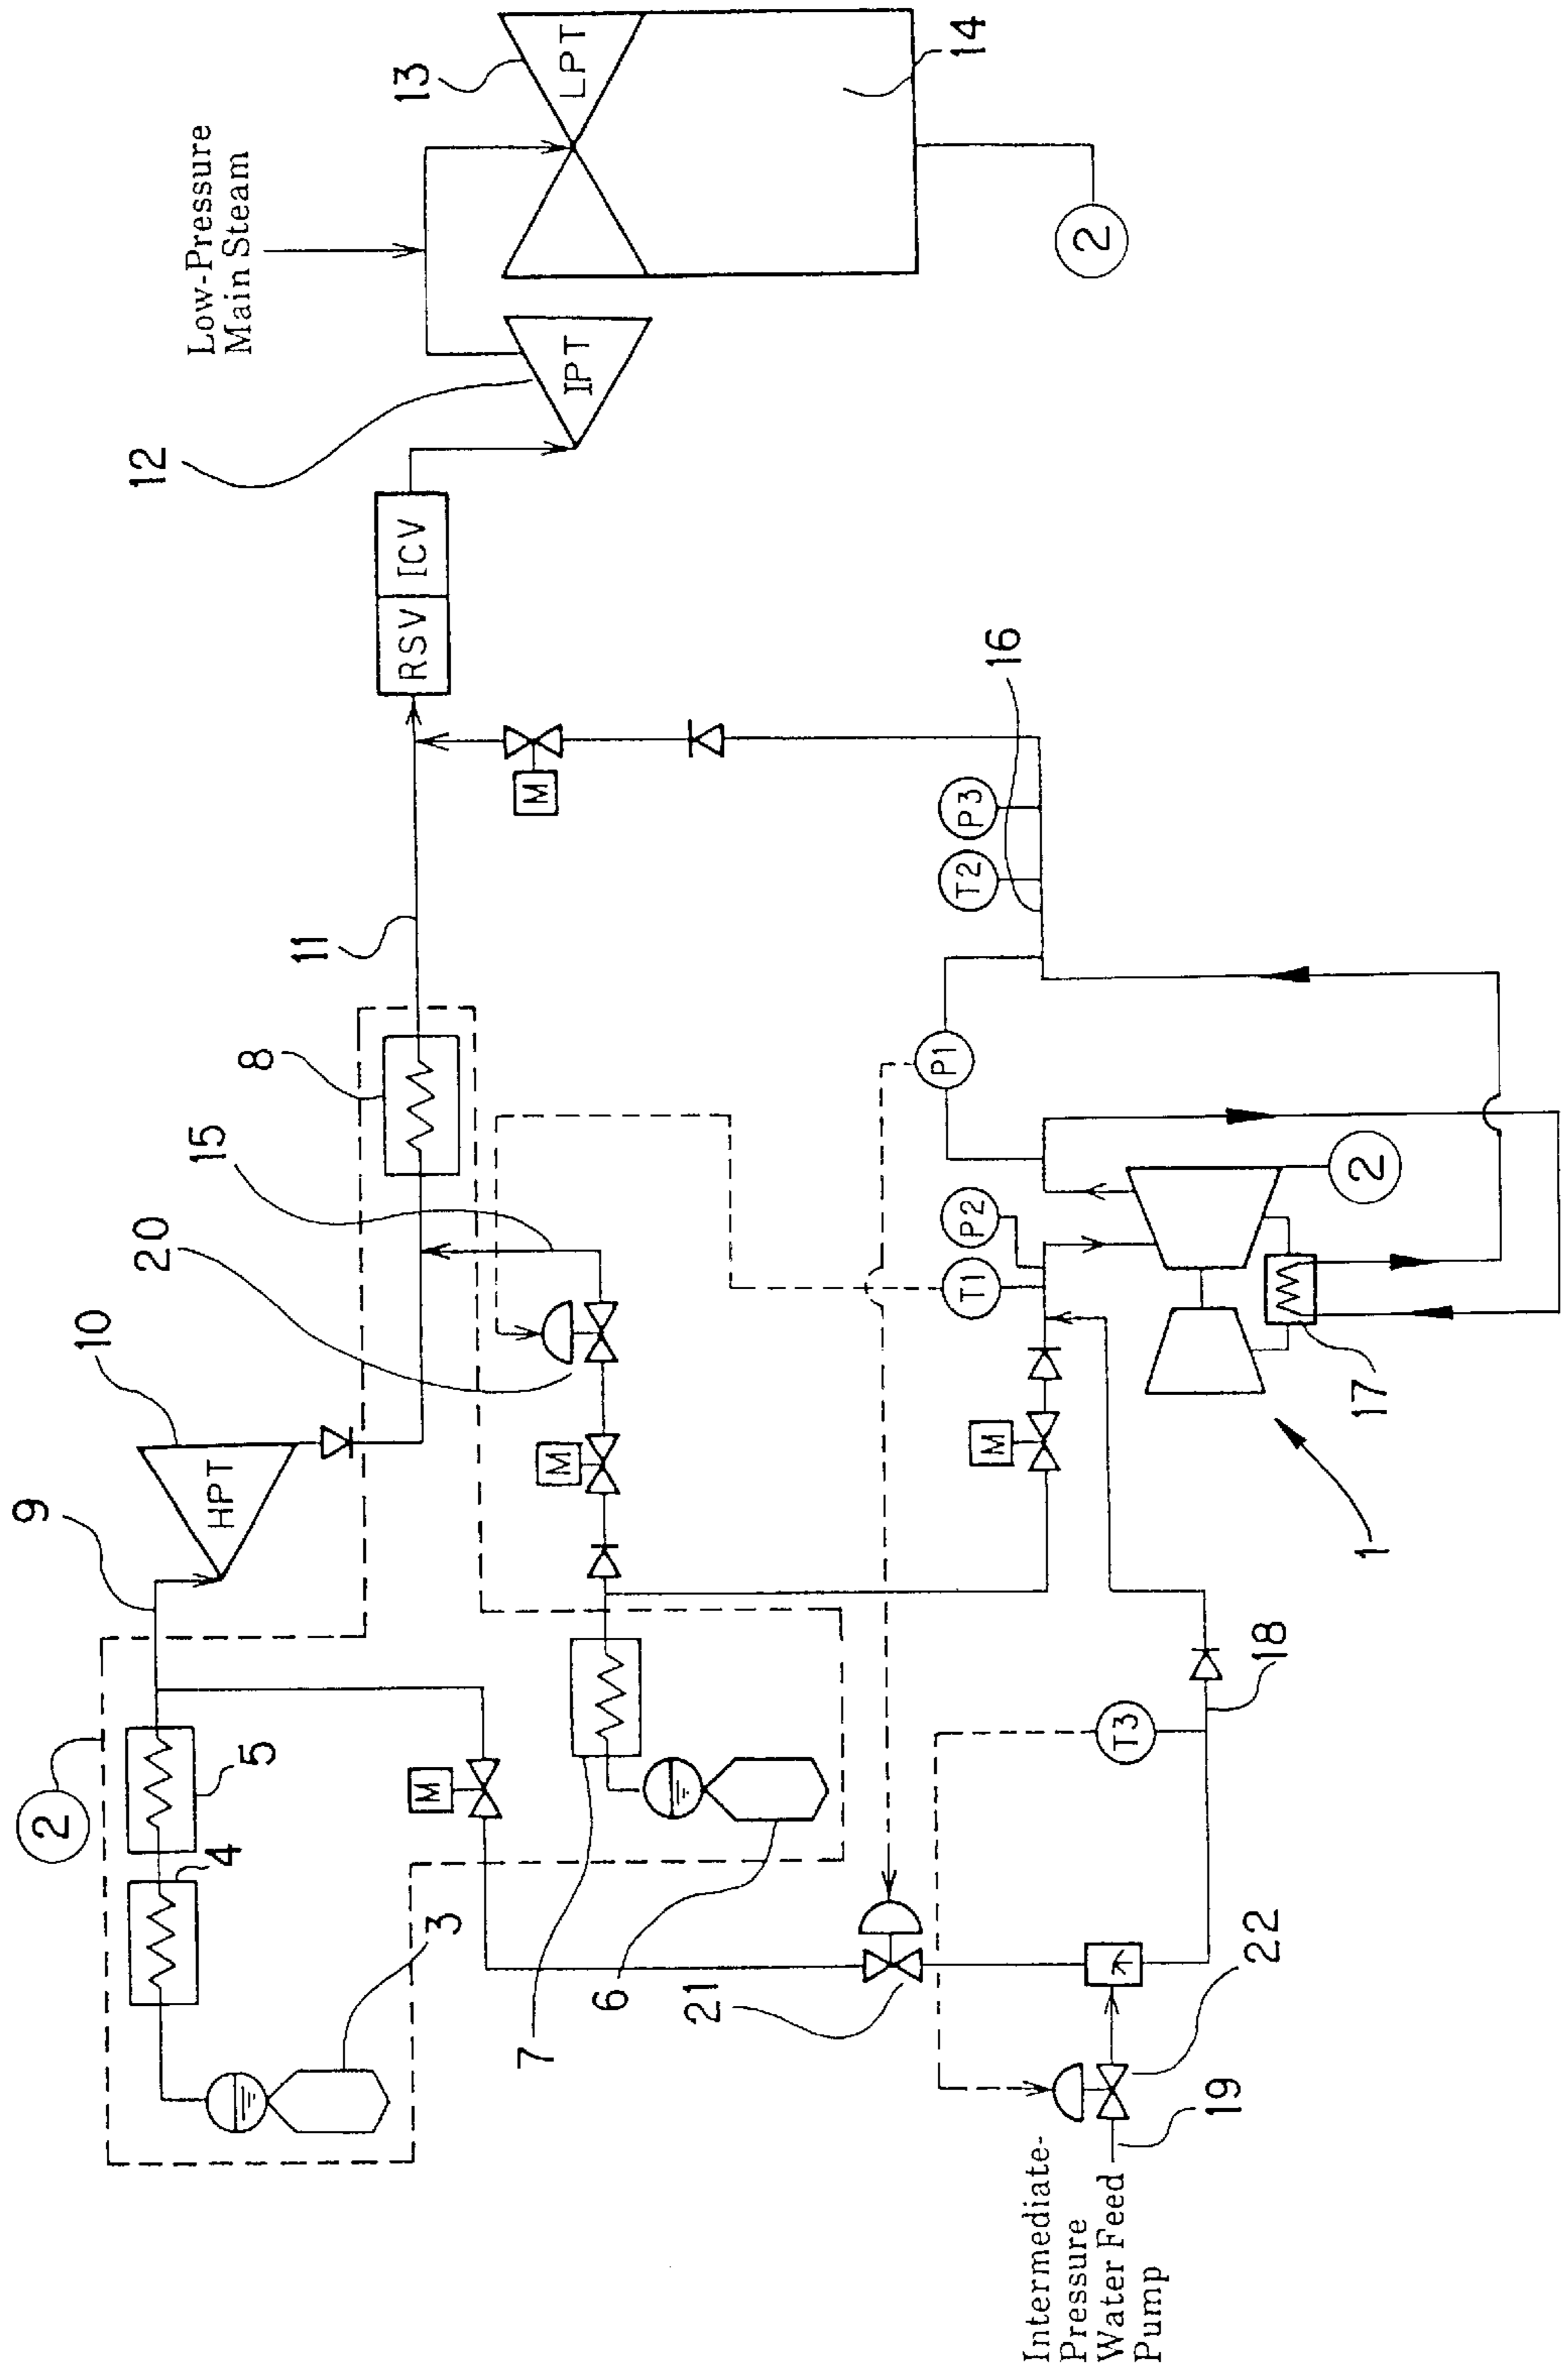 Low-Pressure
Main Steam
13
LPT
14
2
12
IPT
RSV
ICV
16
M
P3
T2
11
8
P1
15
20
P2
T1
2
17
1
10
HPT
9
M
M
18
T3
2
5
4
3
M
7
6
21
22
19
Intermediate-
Pressure
Water Feed
Pump